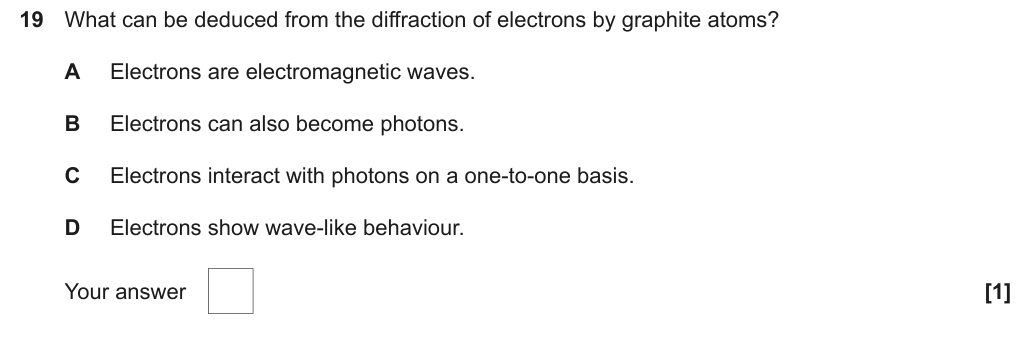 19 What can be deduced from the diffraction of electrons by graphite atoms?
A Electrons are electromagnetic waves.
B Electrons can also become photons.
C Electrons interact with photons on a one-to-one basis.
D Electrons show wave-like behaviour.
Your answer [1]